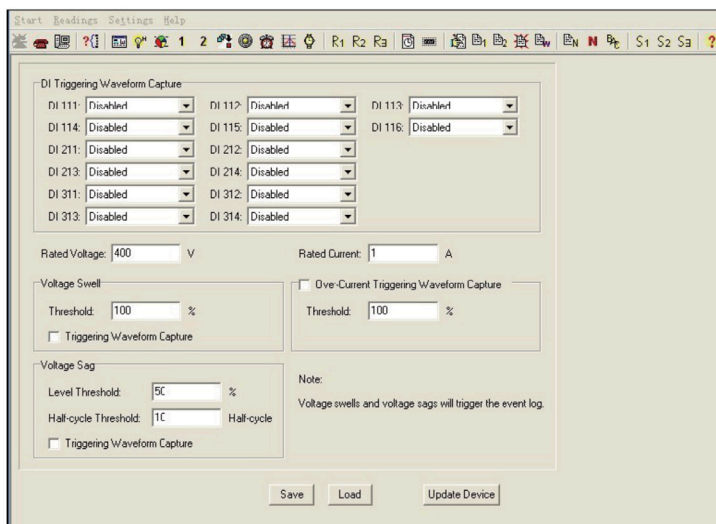 Start Readings Settings Help
?{} 1 2 R1 R2 R3 1 2 W N N S1 S2 S3 ?
DI Triggering Waveform Capture
DI 111: Disabled DI 112: Disabled DI 113: Disabled
DI 114: Disabled DI 115: Disabled DI 116: Disabled
DI 211: Disabled DI 212: Disabled
DI 213: Disabled DI 214: Disabled
DI 311: Disabled DI 312: Disabled
DI 313: Disabled DI 314: Disabled
Rated Voltage: 400 V Rated Current: 1 A
Voltage Swell Over-Current Triggering Waveform Capture
Threshold: 100 % Threshold: 100 %
Triggering Waveform Capture
Voltage Sag
Level Threshold: 50 %
Note:
Voltage swells and voltage sags will trigger the event log.
Half-cycle Threshold: 10 Half-cycle
Triggering Waveform Capture
Save Load Update Device